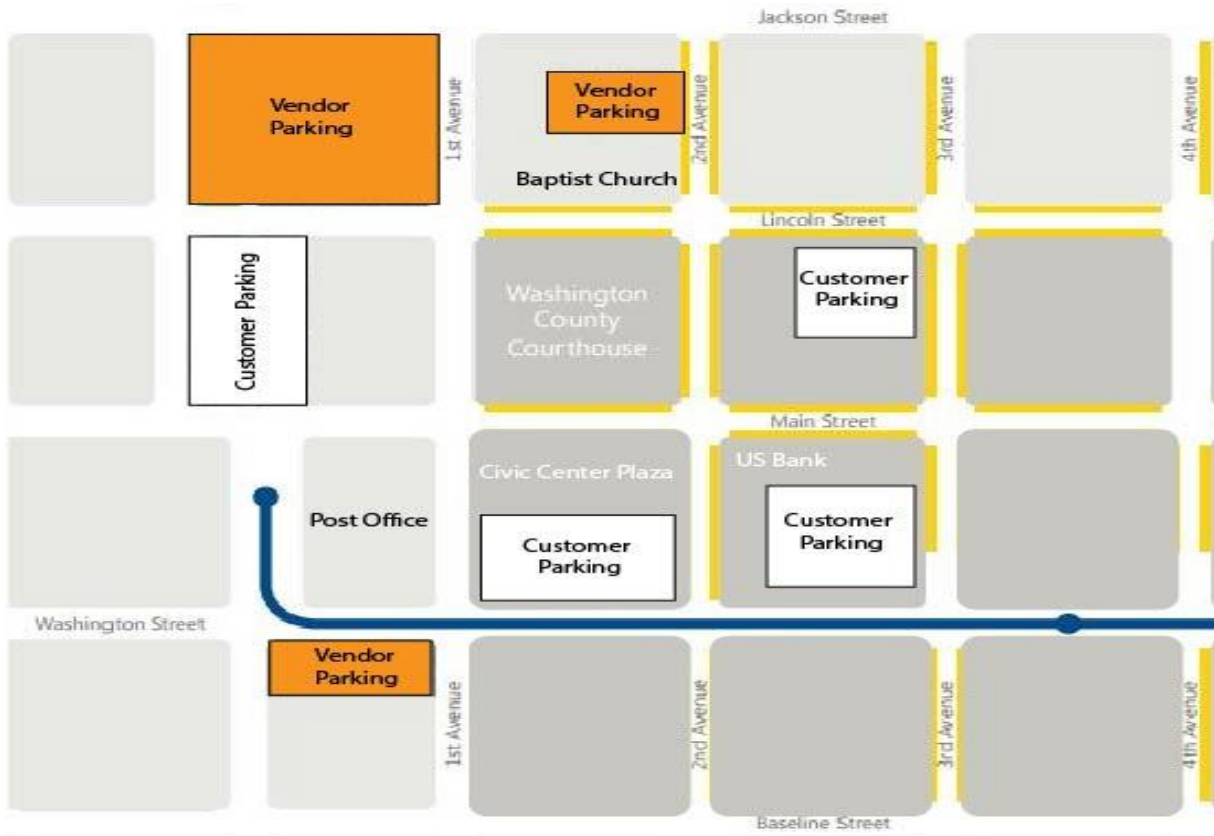 Jackson Street
Vendor
Parking
1st Avenue
Vendor
Parking
2nd Avenue
3rd Avenue
4th Avenue
Baptist Church
Lincoln Street
Customer Parking
Washington
County
Courthouse
Customer
Parking
Main Street
Civic Center Plaza
US Bank
Post Office
Customer
Parking
Customer
Parking
Washington Street
Vendor
Parking
1st Avenue
2nd Avenue
3rd Avenue
4th Avenue
Baseline Street